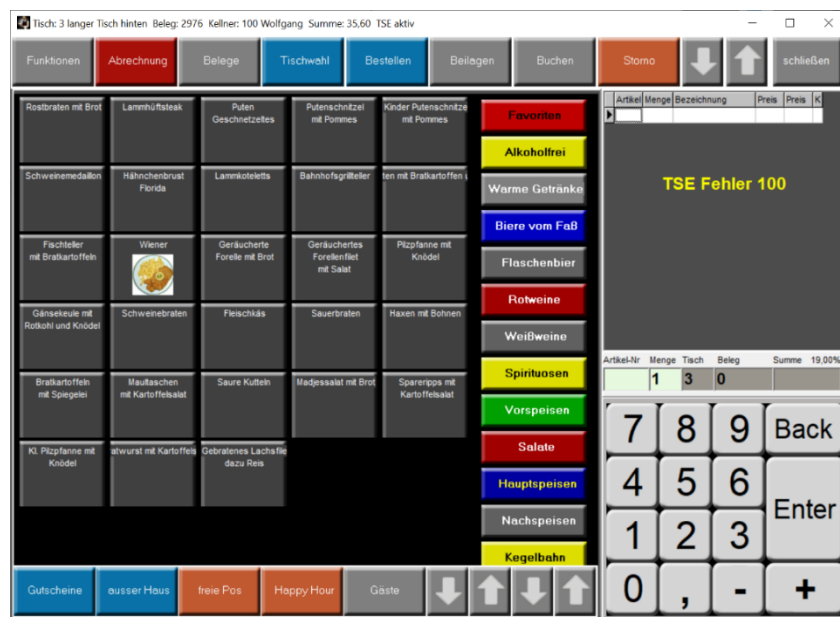 Tisch: 3 langer Tisch hinten Beleg: 2976 Kellner: 100 Wolfgang Summe: 35,60 TSE aktiv
Funktionen Abrechnung Belege Tischwahl Bestellen Beilagen Buchen Storno schließen
Rostbraten mit Brot
Lammhüftsteak
Puten
Geschnetzeltes
Putenschnitzel
mit Pommes
Kinder Putenschnitze
mit Pommes
Schweinemedaillon
Hähnchenbrust
Florida
Lammkoteletts
Bahnhofsgrillteller
ten mit Bratkartoffen u
Fischteller
mit Bratkartoffeln
Wiener
Geräucherte
Forelle mit Brot
Geräuchertes
Forellenfilet
mit Salat
Pilzpfanne mit
Knödel
Gänsekeule mit
Rotkohl und Knödel
Schweinebraten
Fleischkäs
Sauerbraten
Haxen mit Bohnen
Bratkartoffeln
mit Spiegelei
Maultaschen
mit Kartoffelsalat
Saure Kutteln
Madjessalat mit Brot
Spareripps mit
Kartoffelsalat
Kl. Pilzpfanne mit
Knödel
atwurst mit Kartoffels
Gebratenes Lachsfile
dazu Reis
Favoriten
Alkoholfrei
Warme Getränke
Biere vom Faß
Flaschenbier
Rotweine
Weißweine
Spirituosen
Vorspeisen
Salate
Hauptspeisen
Nachspeisen
Kegelbahn
Artikel Menge Bezeichnung Preis Preis K
TSE Fehler 100
Artikel-Nr Menge Tisch Beleg Summe 19,00%
1 3 0
7 8 9 Back
4 5 6 Enter
1 2 3
0 , - +
Gutscheine ausser Haus freie Pos Happy Hour Gäste